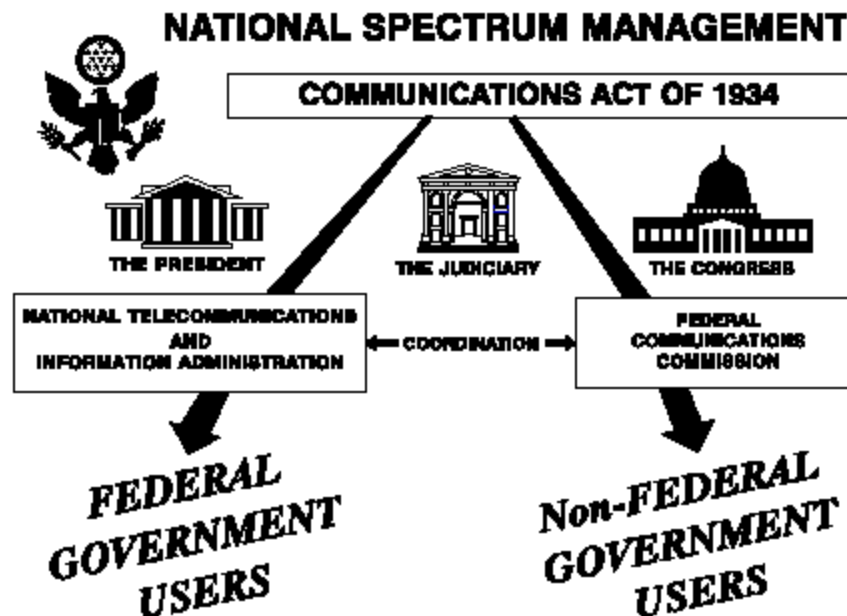 NATIONAL SPECTRUM MANAGEMENT
COMMUNICATIONS ACT OF 1934
THE PRESIDENT
THE JUDICIARY
THE CONGRESS
NATIONAL TELECOMMUNICATIONS
AND
INFORMATION ADMINISTRATION
COORDINATION
FEDERAL
COMMUNICATIONS
COMMISSION
FEDERAL
GOVERNMENT
USERS
Non-FEDERAL
GOVERNMENT
USERS